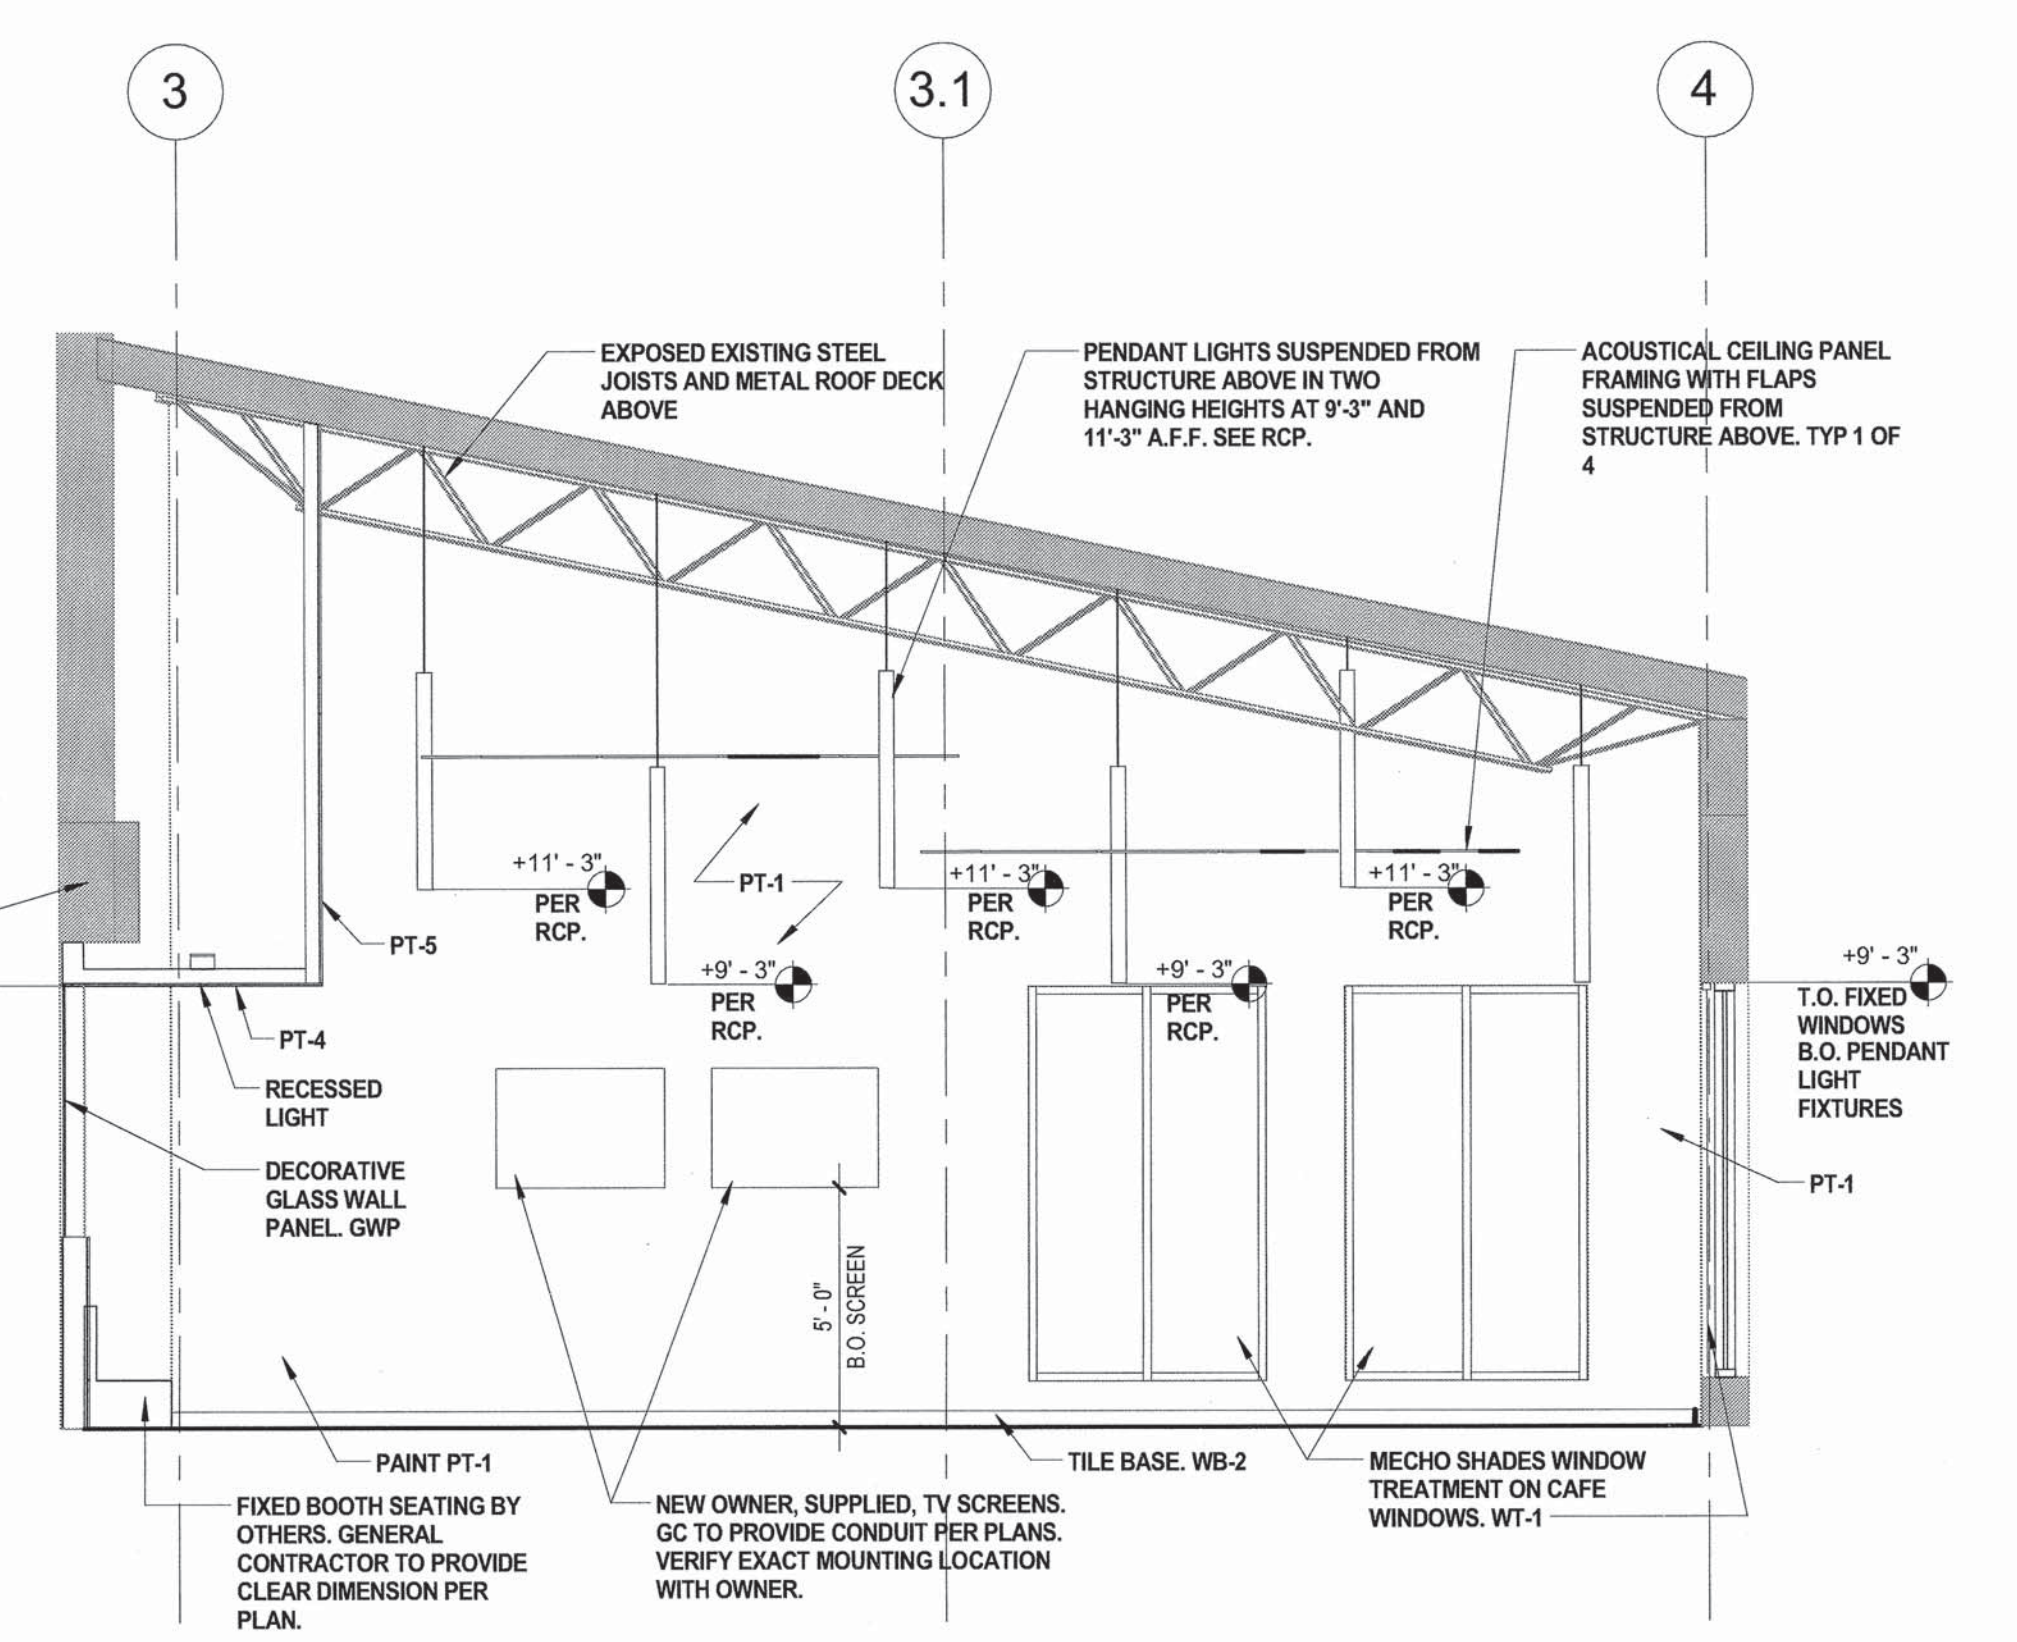 3
3.1
4
EXPOSED EXISTING STEEL
JOISTS AND METAL ROOF DECK
ABOVE
PENDANT LIGHTS SUSPENDED FROM
STRUCTURE ABOVE IN TWO
HANGING HEIGHTS AT 9'-3" AND
11'-3" A.F.F. SEE RCP.
ACOUSTICAL CEILING PANEL
FRAMING WITH FLAPS
SUSPENDED FROM
STRUCTURE ABOVE. TYP 1 OF
4
+11' - 3"
PER
RCP.
PT-1
+11' - 3"
PER
RCP.
+11' - 3"
PER
RCP.
PT-5
+9' - 3"
PER
RCP.
+9' - 3"
PER
RCP.
+9' - 3"
T.O. FIXED
WINDOWS
B.O. PENDANT
LIGHT
FIXTURES
PT-4
RECESSED
LIGHT
DECORATIVE
GLASS WALL
PANEL. GWP
PT-1
5' - 0"
B.O. SCREEN
PAINT PT-1
TILE BASE. WB-2
MECHO SHADES WINDOW
TREATMENT ON CAFE
WINDOWS. WT-1
FIXED BOOTH SEATING BY
OTHERS. GENERAL
CONTRACTOR TO PROVIDE
CLEAR DIMENSION PER
PLAN.
NEW OWNER, SUPPLIED, TV SCREENS.
GC TO PROVIDE CONDUIT PER PLANS.
VERIFY EXACT MOUNTING LOCATION
WITH OWNER.